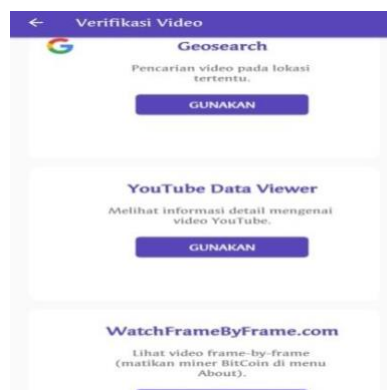 ← Verifikasi Video
Geosearch
Pencarian video pada lokasi
tertentu.
GUNAKAN
YouTube Data Viewer
Melihat informasi detail mengenai
video YouTube.
GUNAKAN
WatchFrameByFrame.com
Lihat video frame-by-frame
(matikan miner BitCoin di menu
About).